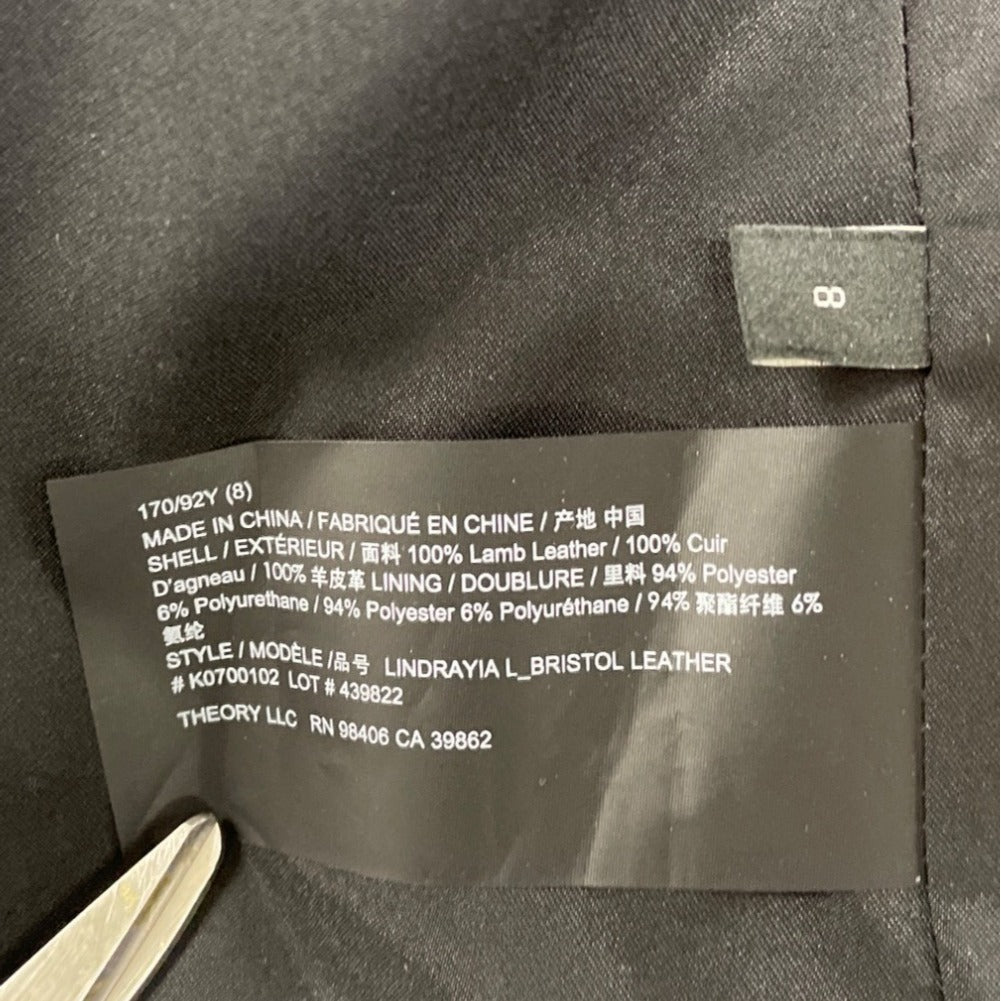 8
170/92Y (8)
MADE IN CHINA / FABRIQUÉ EN CHINE / 产地 中国
SHELL / EXTÉRIEUR / 面料 100% Lamb Leather / 100% Cuir
D'agneau / 100% 羊皮革 LINING / DOUBLURE / 里料 94% Polyester
6% Polyurethane / 94% Polyester 6% Polyuréthane / 94% 聚酯纤维 6%
氨纶
STYLE / MODÈLE /品号 LINDRAYIA L_BRISTOL LEATHER
# K0700102 LOT # 439822
THEORY LLC RN 98406 CA 39862